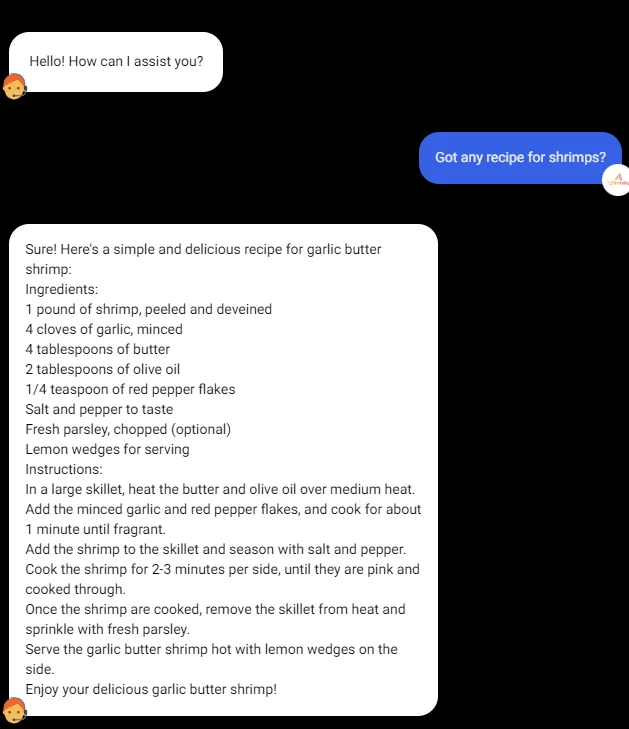 Hello! How can I assist you?
Got any recipe for shrimps?
Sure! Here's a simple and delicious recipe for garlic butter
shrimp:
Ingredients:
1 pound of shrimp, peeled and deveined
4 cloves of garlic, minced
4 tablespoons of butter
2 tablespoons of olive oil
1/4 teaspoon of red pepper flakes
Salt and pepper to taste
Fresh parsley, chopped (optional)
Lemon wedges for serving
Instructions:
In a large skillet, heat the butter and olive oil over medium heat.
Add the minced garlic and red pepper flakes, and cook for about
1 minute until fragrant.
Add the shrimp to the skillet and season with salt and pepper.
Cook the shrimp for 2-3 minutes per side, until they are pink and
cooked through.
Once the shrimp are cooked, remove the skillet from heat and
sprinkle with fresh parsley.
Serve the garlic butter shrimp hot with lemon wedges on the
side.
Enjoy your delicious garlic butter shrimp!